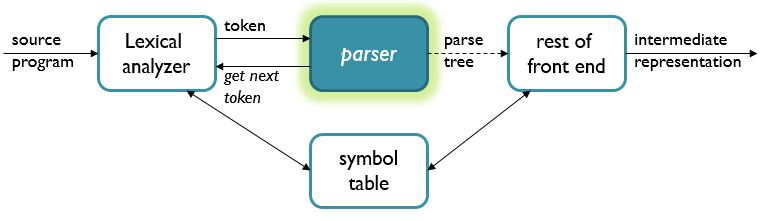 source
program
Lexical
analyzer
token
get next
token
parser
parse
tree
rest of
front end
intermediate
representation
symbol
table